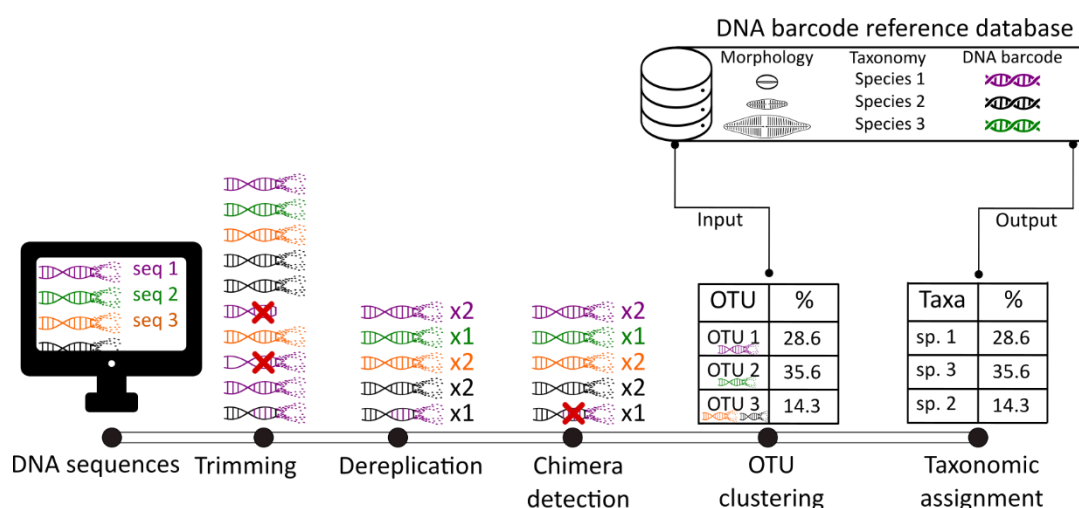 DNA barcode reference database
Morphology Taxonomy DNA barcode
Species 1
Species 2
Species 3
Input Output
seq 1
seq 2
seq 3
x2
x1
x2
x2
x1
x2
x1
x2
x2
x1
OTU %
OTU 1 28.6
OTU 2 35.6
OTU 3 14.3
Taxa %
sp. 1 28.6
sp. 3 35.6
sp. 2 14.3
DNA sequences
Trimming
Dereplication
Chimera
detection
OTU
clustering
Taxonomic
assignment